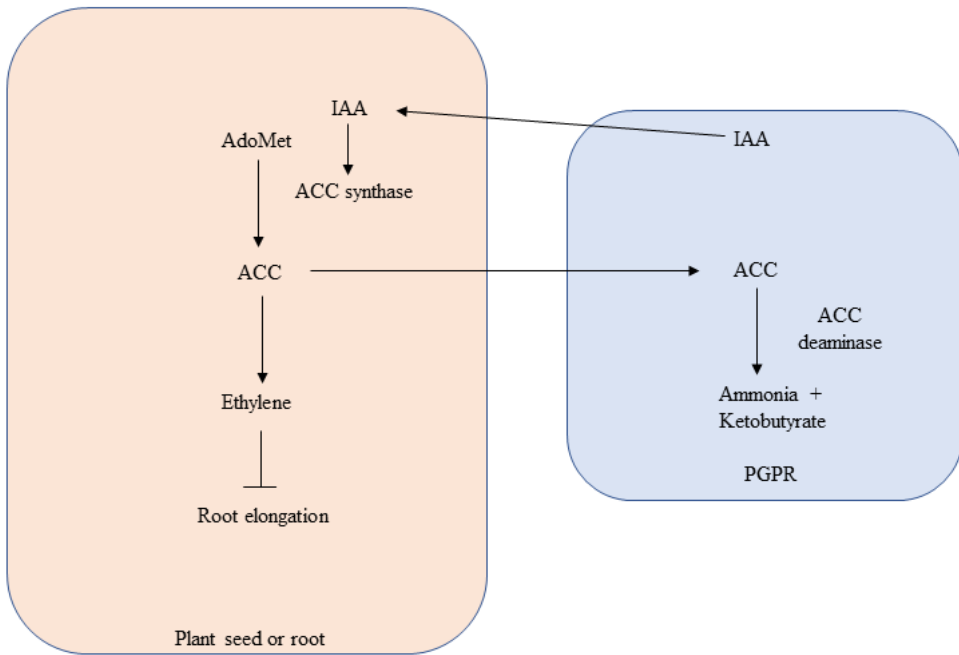 IAA
AdoMet
ACC synthase
ACC
Ethylene
Root elongation
Plant seed or root
IAA
ACC
ACC
deaminase
Ammonia +
Ketobutyrate
PGPR